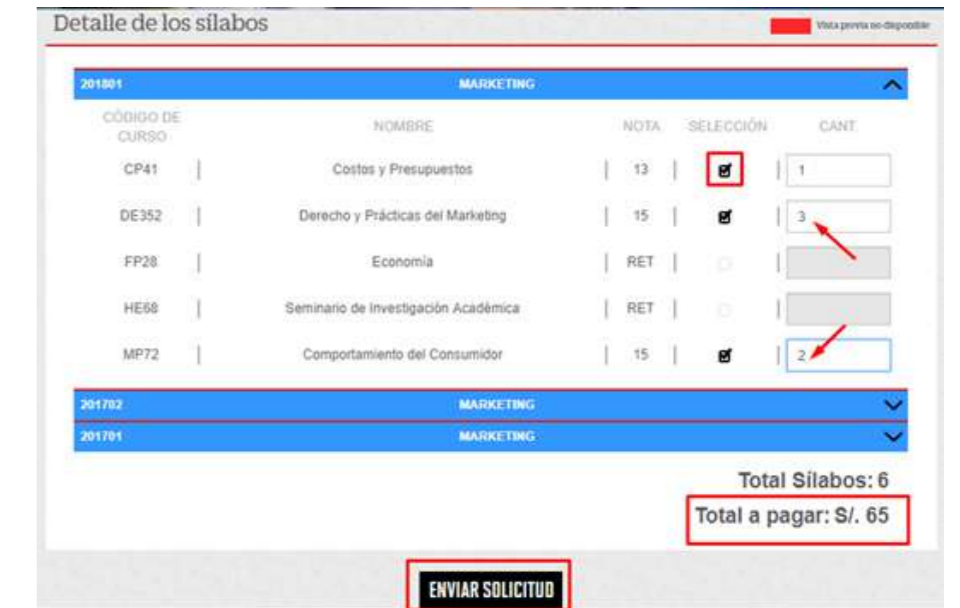 Detalle de los sílabos
Vista previa no disponible
201801 MARKETING
CÓDIGO DE CURSO NOMBRE NOTA SELECCIÓN CANT.
CP41 | Costos y Presupuestos | 13 | | 1
DE352 | Derecho y Prácticas del Marketing | 15 | | 3
FP28 | Economía | RET | |
HE68 | Seminario de Investigación Académica | RET | |
MP72 | Comportamiento del Consumidor | 15 | | 2
201702 MARKETING
201701 MARKETING
Total Sílabos: 6
Total a pagar: S/. 65
ENVIAR SOLICITUD